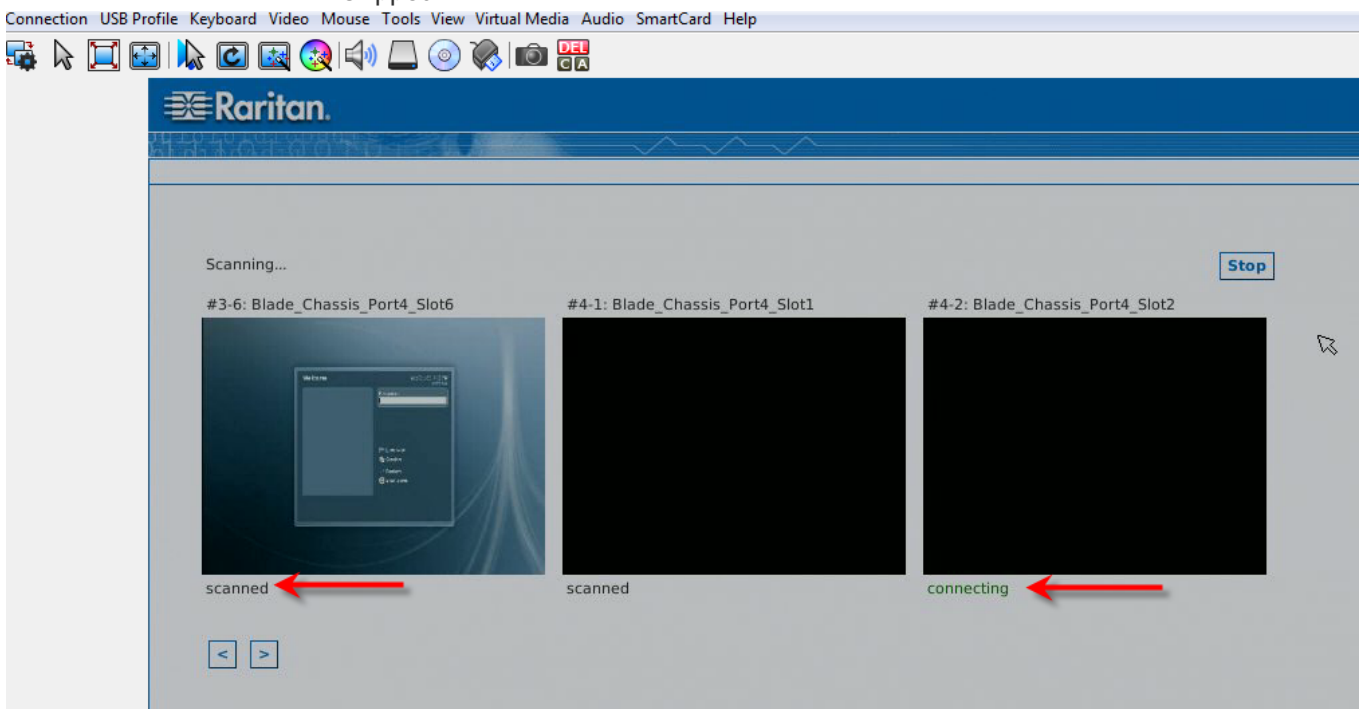 Connection USB Profile Keyboard Video Mouse Tools View Virtual Media Audio SmartCard Help
DEL
C A
Raritan.
Scanning...
Stop
#3-6: Blade_Chassis_Port4_Slot6
#4-1: Blade_Chassis_Port4_Slot1
#4-2: Blade_Chassis_Port4_Slot2
Welcome
scanned
scanned
connecting
< >